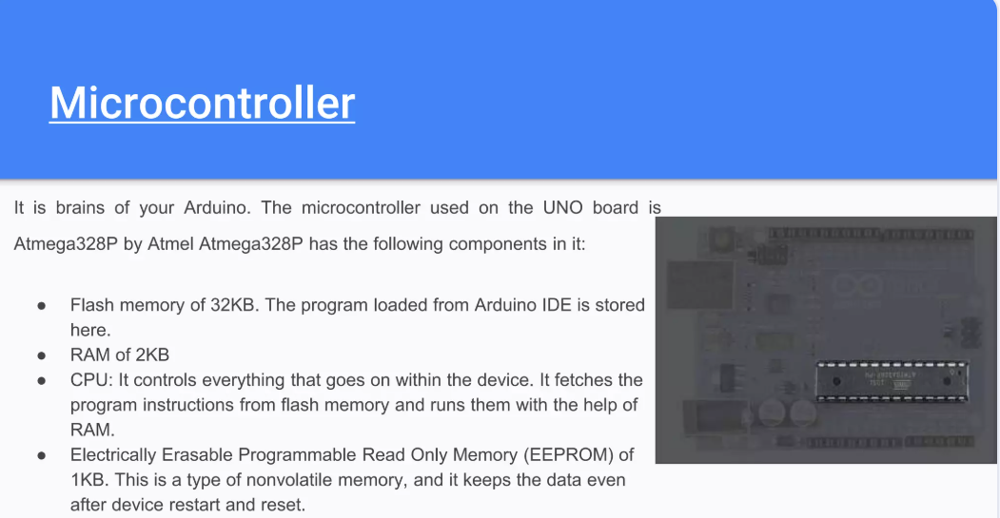 Microcontroller
It is brains of your Arduino. The microcontroller used on the UNO board is
Atmega328P by Atmel Atmega328P has the following components in it:
● Flash memory of 32KB. The program loaded from Arduino IDE is stored
here.
● RAM of 2KB
● CPU: It controls everything that goes on within the device. It fetches the
program instructions from flash memory and runs them with the help of
RAM.
● Electrically Erasable Programmable Read Only Memory (EEPROM) of
1KB. This is a type of nonvolatile memory, and it keeps the data even
after device restart and reset.